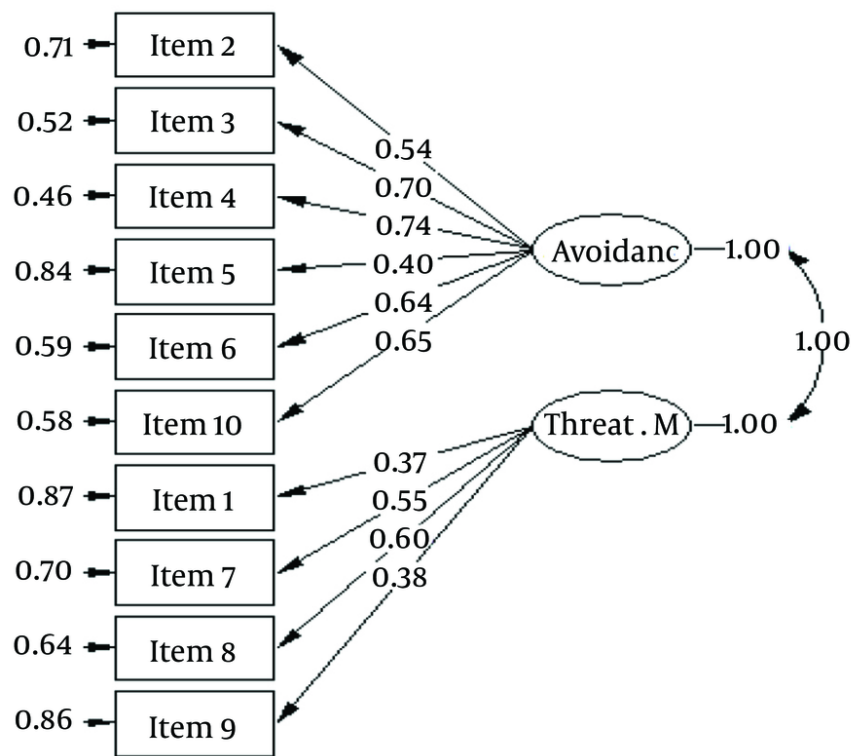 0.71 Item 2
0.52 Item 3
0.54
0.70
0.46 Item 4
0.74
0.84 Item 5
0.40
Avoidanc 1.00
0.59 Item 6
0.64
0.65
1.00
0.58 Item 10
Threat . M 1.00
0.87 Item 1
0.37
0.55
0.70 Item 7
0.60
0.38
0.64 Item 8
0.86 Item 9